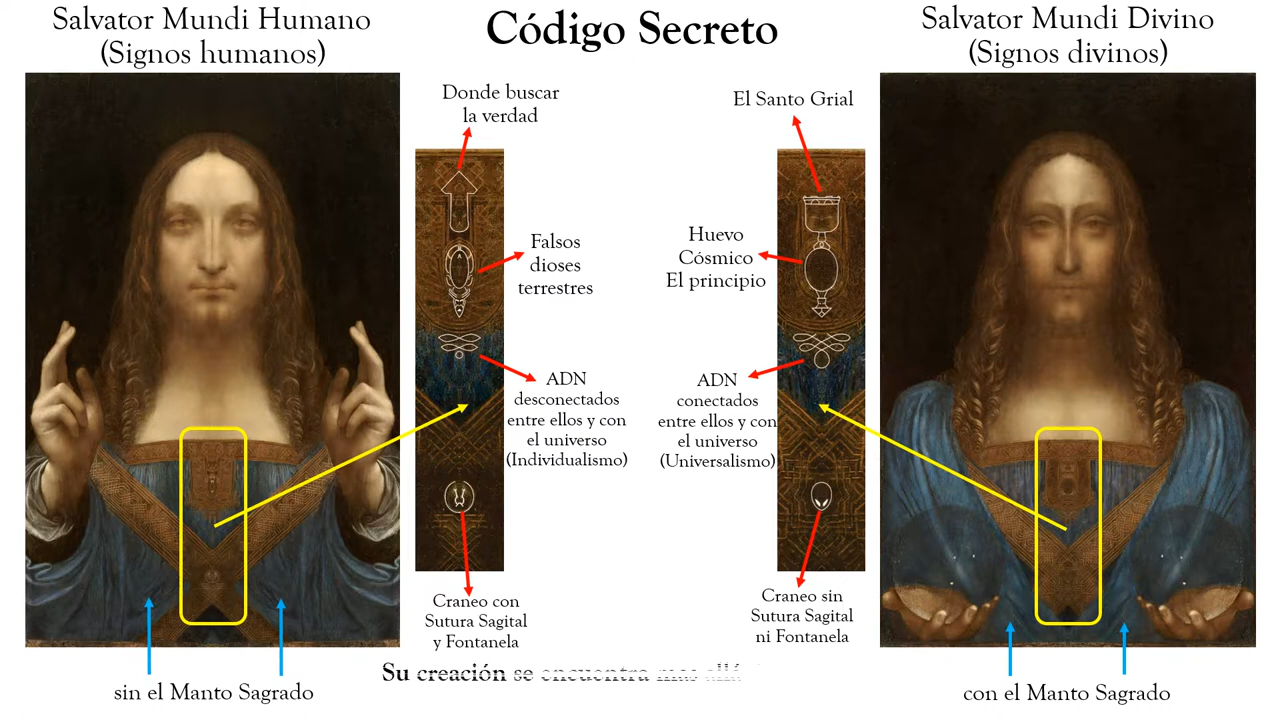 Salvator Mundi Humano
(Signos humanos)
Código Secreto
Salvator Mundi Divino
(Signos divinos)
Donde buscar
la verdad
El Santo Grial
Falsos
dioses
terrestres
Huevo
Cósmico
El principio
ADN
desconectados
entre ellos y con
el universo
(Individualismo)
ADN
conectados
entre ellos y con
el universo
(Universalismo)
Craneo con
Sutura Sagital
y Fontanela
Craneo sin
Sutura Sagital
ni Fontanela
Su creación se encuentra mas allá
sin el Manto Sagrado
con el Manto Sagrado